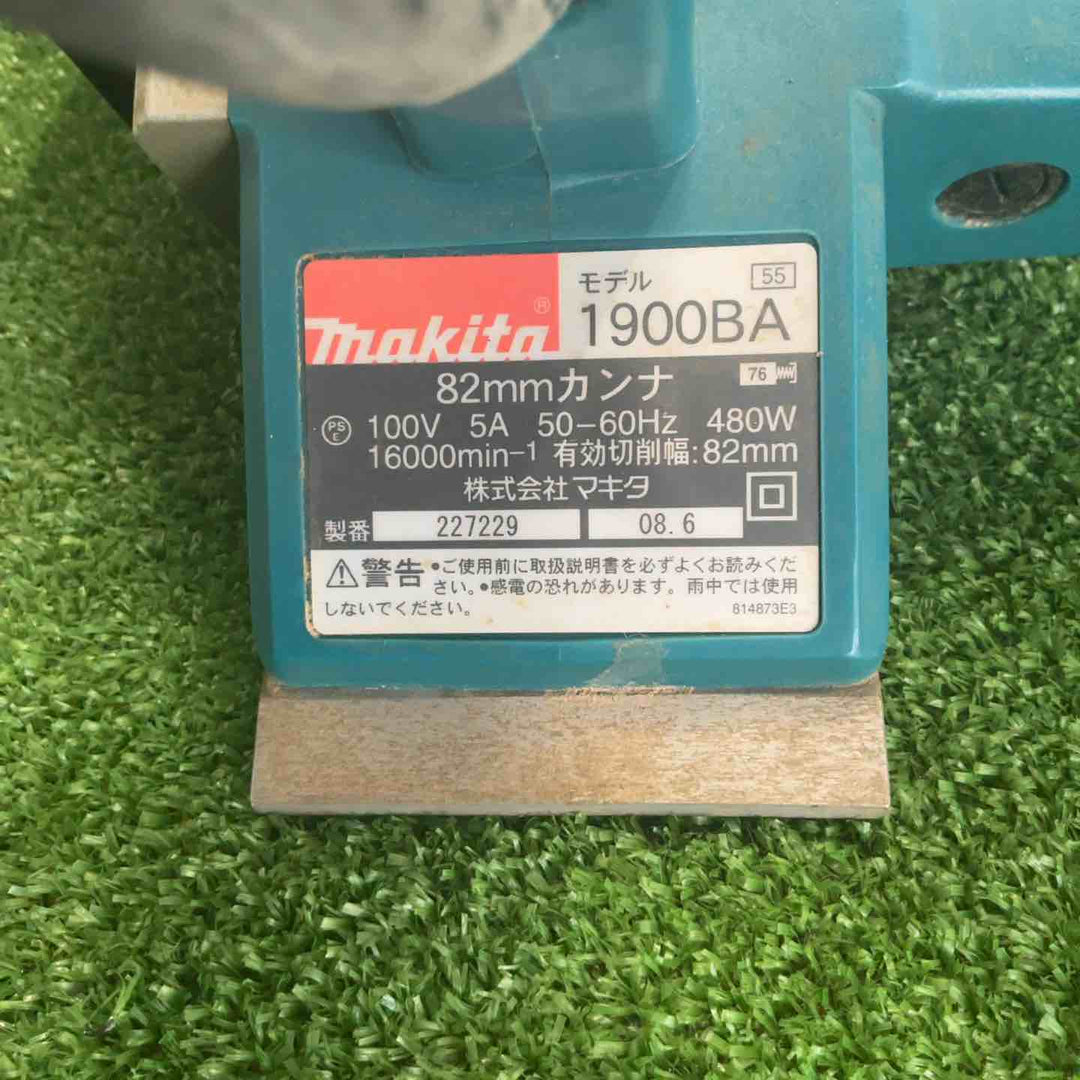 makita ®
モデル 55
1900BA
82mmカンナ 76
PS E 100V 5A 50-60Hz 480W
16000min-1 有効切削幅:82mm
株式会社マキタ
製番 227229 08.6
⚠警告 •ご使用前に取扱説明書を必ずよくお読みくだ
さい。•感電の恐れがあります。雨中では使用
しないでください。 814873E3